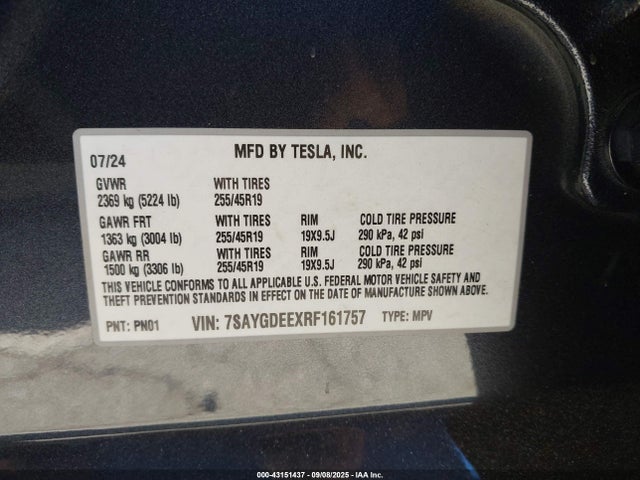 07/24 MFD BY TESLA, INC.
GVWR WITH TIRES
2369 kg (5224 lb) 255/45R19
GAWR FRT WITH TIRES RIM COLD TIRE PRESSURE
1363 kg (3004 lb) 255/45R19 19X9.5J 290 kPa, 42 psi
GAWR RR WITH TIRES RIM COLD TIRE PRESSURE
1500 kg (3306 lb) 255/45R19 19X9.5J 290 kPa, 42 psi
THIS VEHICLE CONFORMS TO ALL APPLICABLE U.S. FEDERAL MOTOR VEHICLE SAFETY AND
THEFT PREVENTION STANDARDS IN EFFECT ON THE DATE OF MANUFACTURE SHOWN ABOVE.
PNT: PN01 VIN: 7SAYGDEEXRF161757 TYPE: MPV
000-43151437 - 09/08/2025 - IAA Inc.